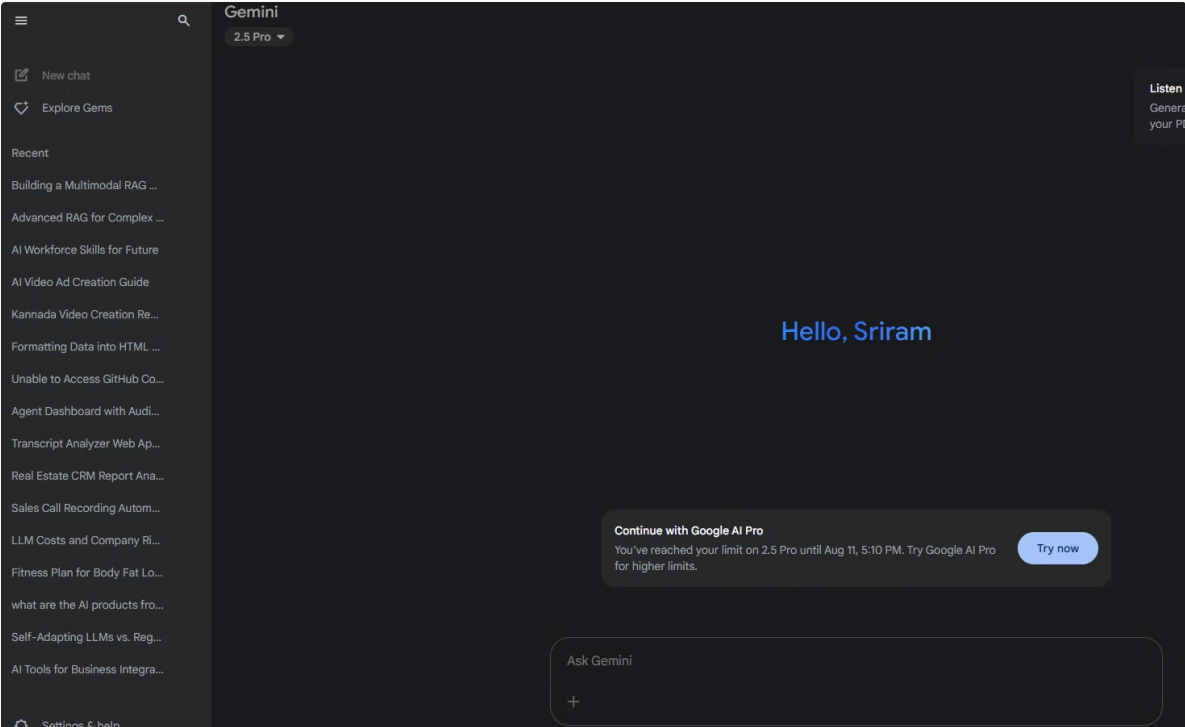 Gemini
2.5 Pro
New chat
Explore Gems
Recent
Building a Multimodal RAG ...
Advanced RAG for Complex ...
AI Workforce Skills for Future
AI Video Ad Creation Guide
Kannada Video Creation Re...
Formatting Data into HTML ...
Unable to Access GitHub Co...
Agent Dashboard with Audi...
Transcript Analyzer Web Ap...
Real Estate CRM Report Ana...
Sales Call Recording Autom...
LLM Costs and Company Ri...
Fitness Plan for Body Fat Lo...
what are the AI products fro...
Self-Adapting LLMs vs. Reg...
AI Tools for Business Integra...
Settings & help
Listen
Genera
your P
Hello, Sriram
Continue with Google AI Pro
You've reached your limit on 2.5 Pro until Aug 11, 5:10 PM. Try Google AI Pro
for higher limits.
Try now
Ask Gemini